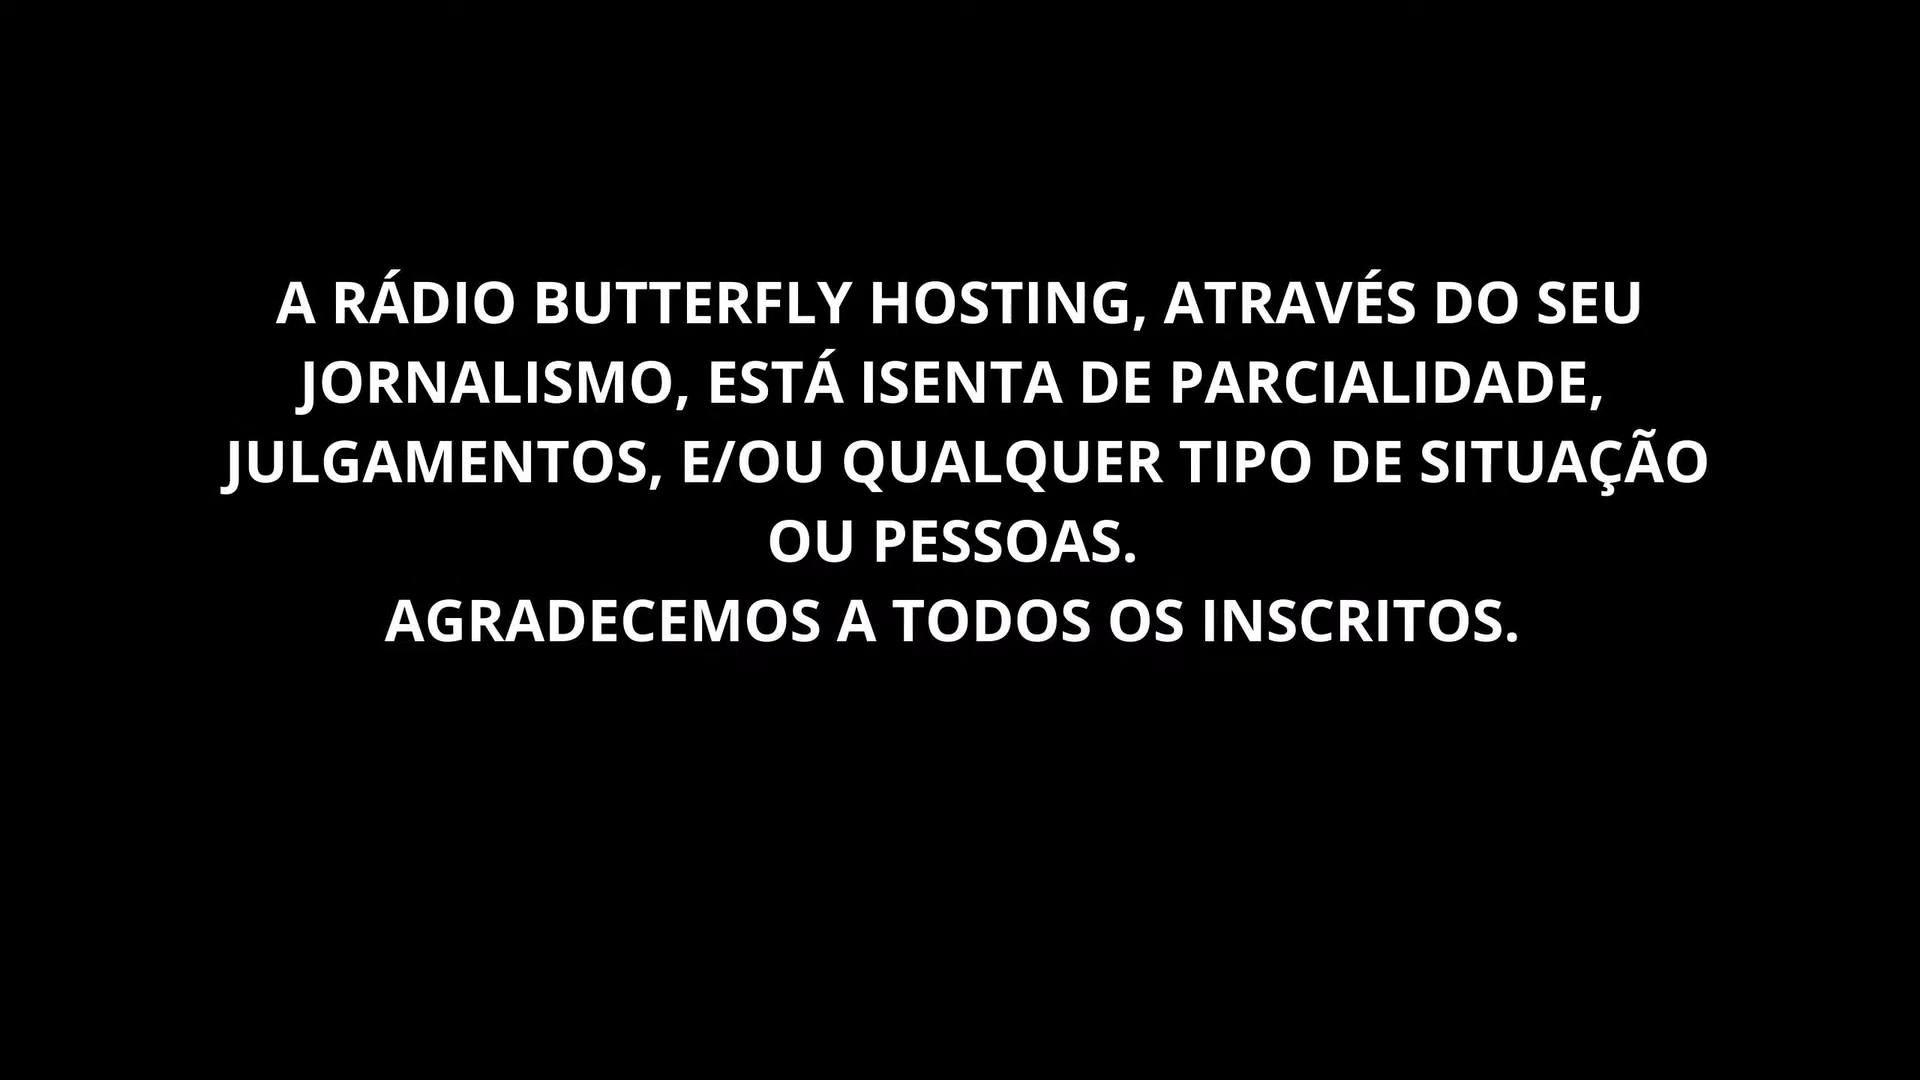 A RÁDIO BUTTERFLY HOSTING, ATRAVÉS DO SEU
JORNALISMO, ESTÁ ISENTA DE PARCIALIDADE,
JULGAMENTOS, E/OU QUALQUER TIPO DE SITUAÇÃO
OU PESSOAS.
AGRADECEMOS A TODOS OS INSCRITOS.